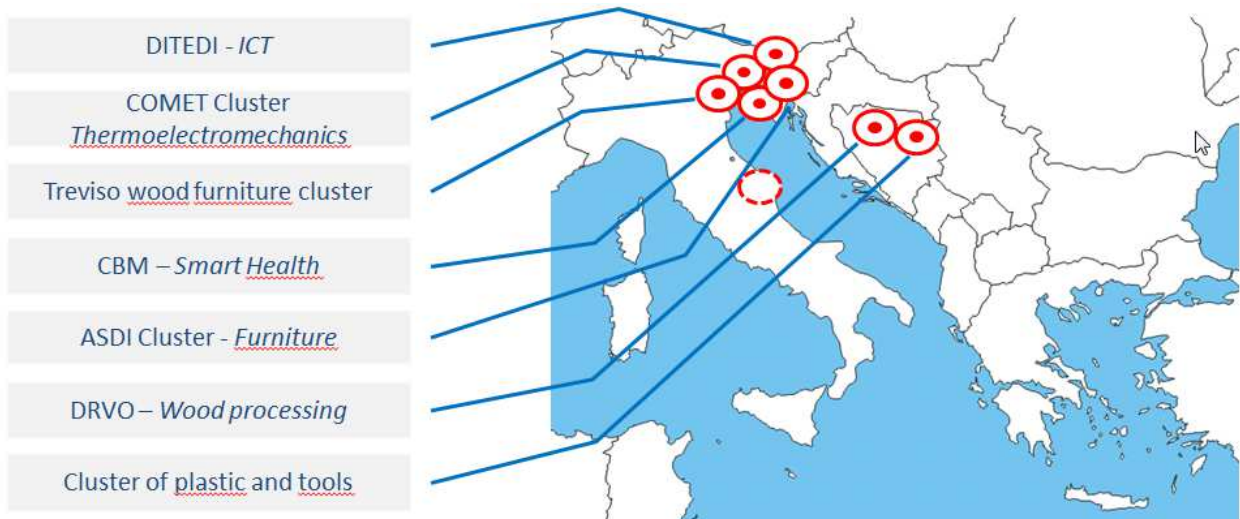 DITEDI - ICT
COMET Cluster
Thermoelectromechanics
Treviso wood furniture cluster
CBM – Smart Health
ASDI Cluster - Furniture
DRVO – Wood processing
Cluster of plastic and tools